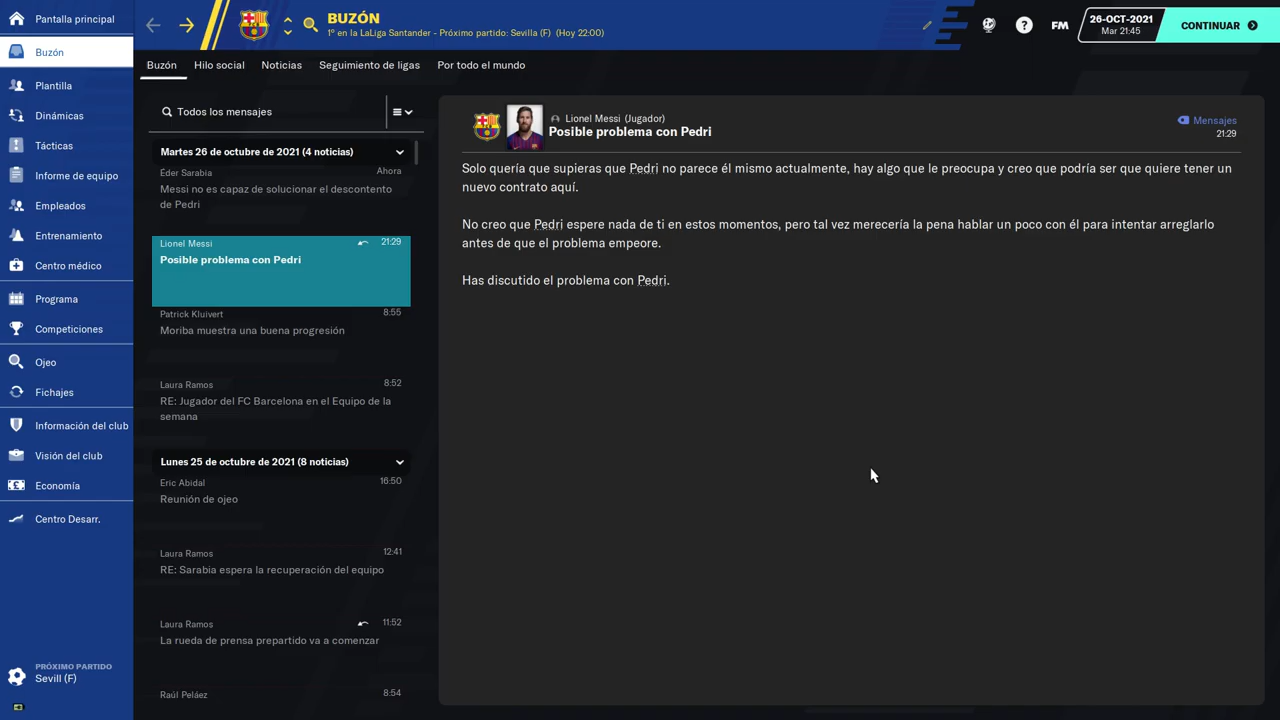 Pantalla principal
Buzón
Plantilla
Dinámicas
Tácticas
Informe de equipo
Empleados
Entrenamiento
Centro médico
Programa
Competiciones
Ojeo
Fichajes
Información del club
Visión del club
Economía
Centro Desarr.
PRÓXIMO PARTIDO
Sevill (F)
BUZÓN
1º en la LaLiga Santander - Próximo partido: Sevilla (F) (Hoy 22:00)
FM
26-OCT-2021
Mar 21:45
CONTINUAR
Buzón
Hilo social
Noticias
Seguimiento de ligas
Por todo el mundo
Todos los mensajes
Martes 26 de octubre de 2021 (4 noticias)
Éder Sarabia
Ahora
Messi no es capaz de solucionar el descontento
de Pedri
Lionel Messi
21:29
Posible problema con Pedri
Patrick Kluivert
8:55
Moriba muestra una buena progresión
Laura Ramos
8:52
RE: Jugador del FC Barcelona en el Equipo de la
semana
Lunes 25 de octubre de 2021 (8 noticias)
Eric Abidal
16:50
Reunión de ojeo
Laura Ramos
12:41
RE: Sarabia espera la recuperación del equipo
Laura Ramos
11:52
La rueda de prensa prepartido va a comenzar
Raúl Peláez
8:54
Lionel Messi (Jugador)
Posible problema con Pedri
Mensajes
21:29
Solo quería que supieras que Pedri no parece él mismo actualmente, hay algo que le preocupa y creo que podría ser que quiere tener un
nuevo contrato aquí.
No creo que Pedri espere nada de ti en estos momentos, pero tal vez merecería la pena hablar un poco con él para intentar arreglarlo
antes de que el problema empeore.
Has discutido el problema con Pedri.